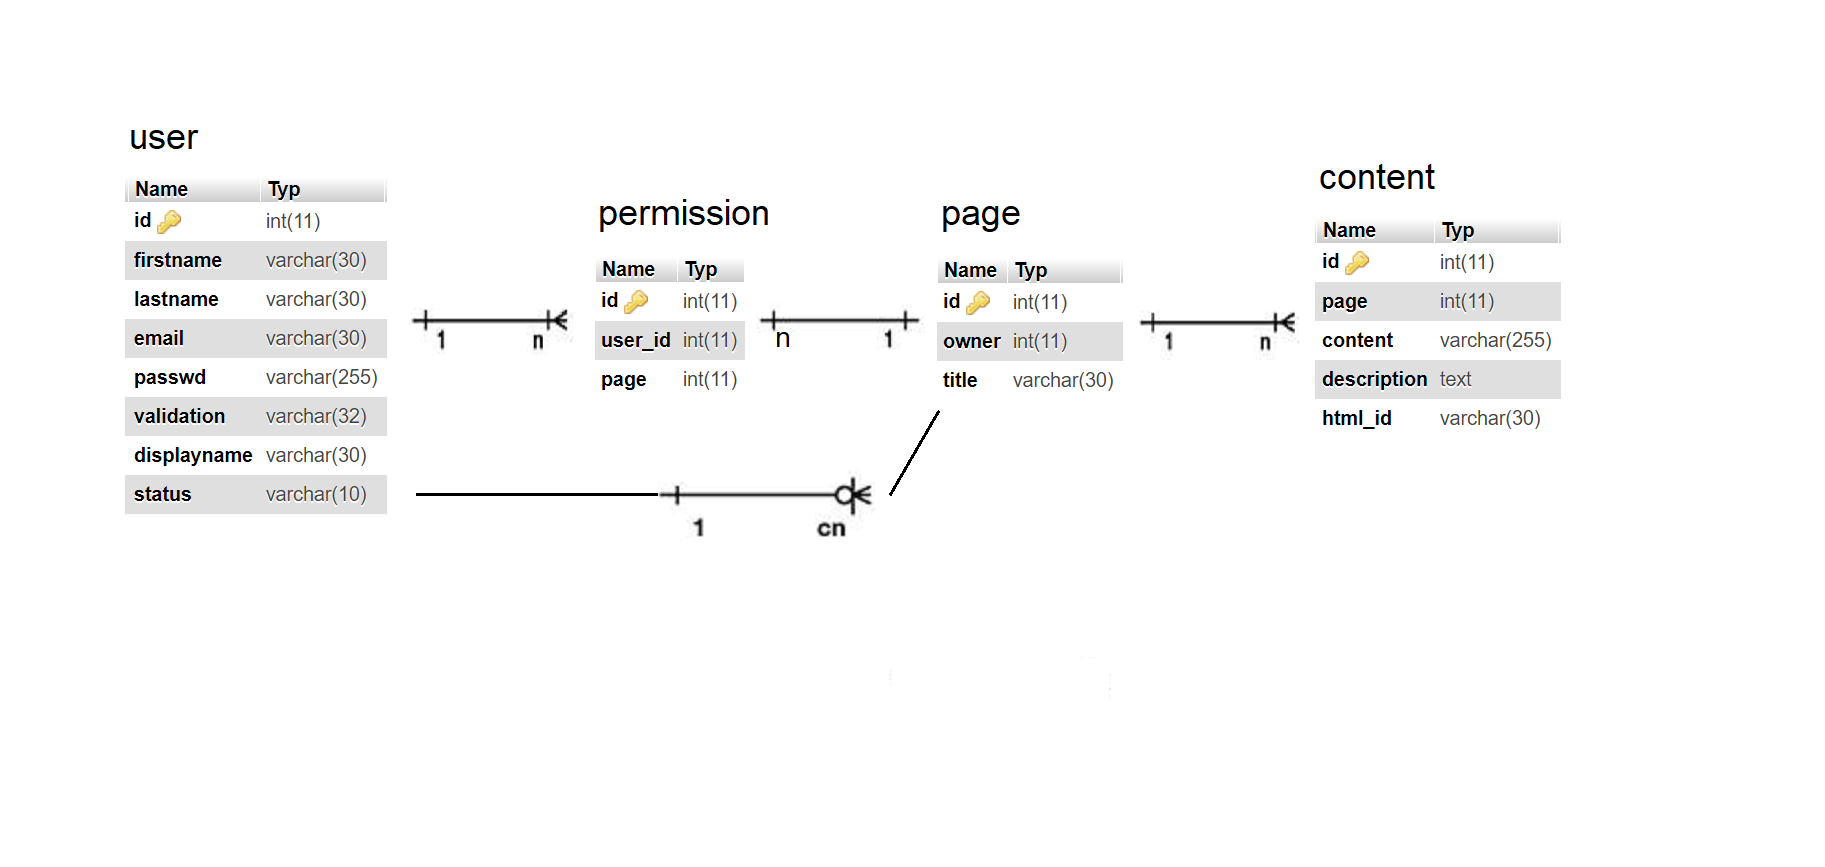 user
Name Typ
id int(11)
firstname varchar(30)
lastname varchar(30)
email varchar(30)
passwd varchar(255)
validation varchar(32)
displayname varchar(30)
status varchar(10)
1 n
permission
Name Typ
id int(11)
user_id int(11)
page int(11)
n 1
page
Name Typ
id int(11)
owner int(11)
title varchar(30)
1 n
content
Name Typ
id int(11)
page int(11)
content varchar(255)
description text
html_id varchar(30)
1 cn